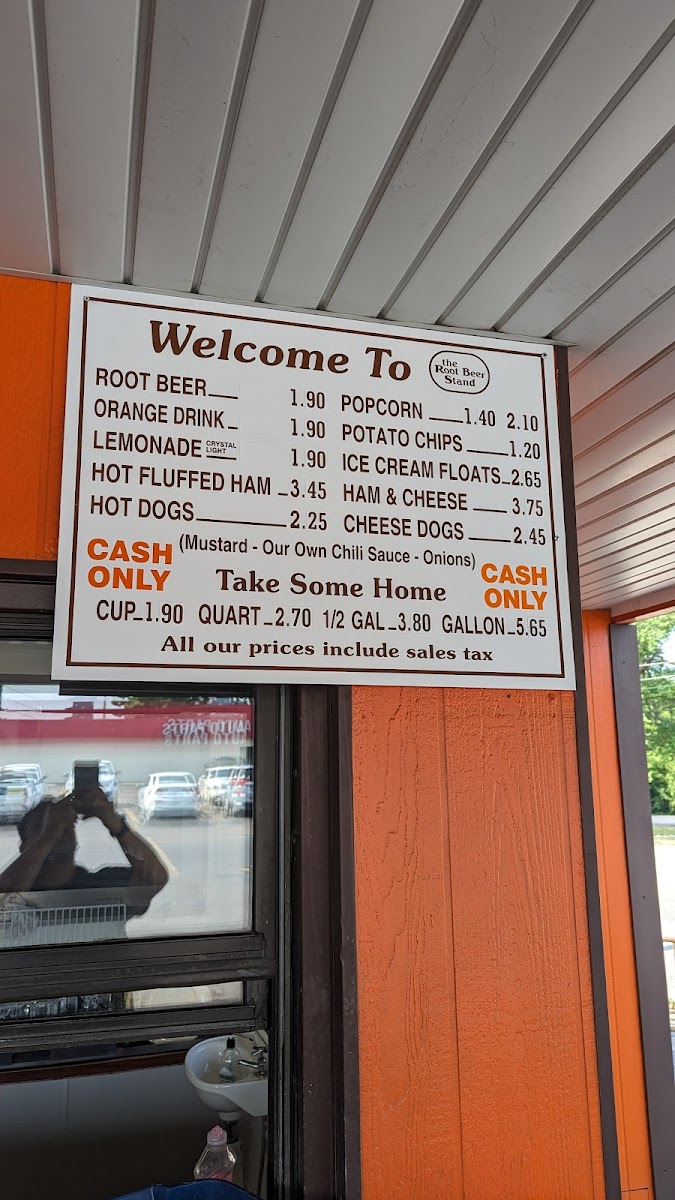 Welcome To
the
Root Beer
Stand
ROOT BEER 1.90
ORANGE DRINK 1.90
LEMONADE CRYSTAL LIGHT 1.90
HOT FLUFFED HAM 3.45
HOT DOGS 2.25
POPCORN 1.40 2.10
POTATO CHIPS 1.20
ICE CREAM FLOATS 2.65
HAM & CHEESE 3.75
CHEESE DOGS 2.45
(Mustard - Our Own Chili Sauce - Onions)
CASH
ONLY
CASH
ONLY
Take Some Home
CUP 1.90 QUART 2.70 1/2 GAL 3.80 GALLON 5.65
All our prices include sales tax
AUTO PARTS